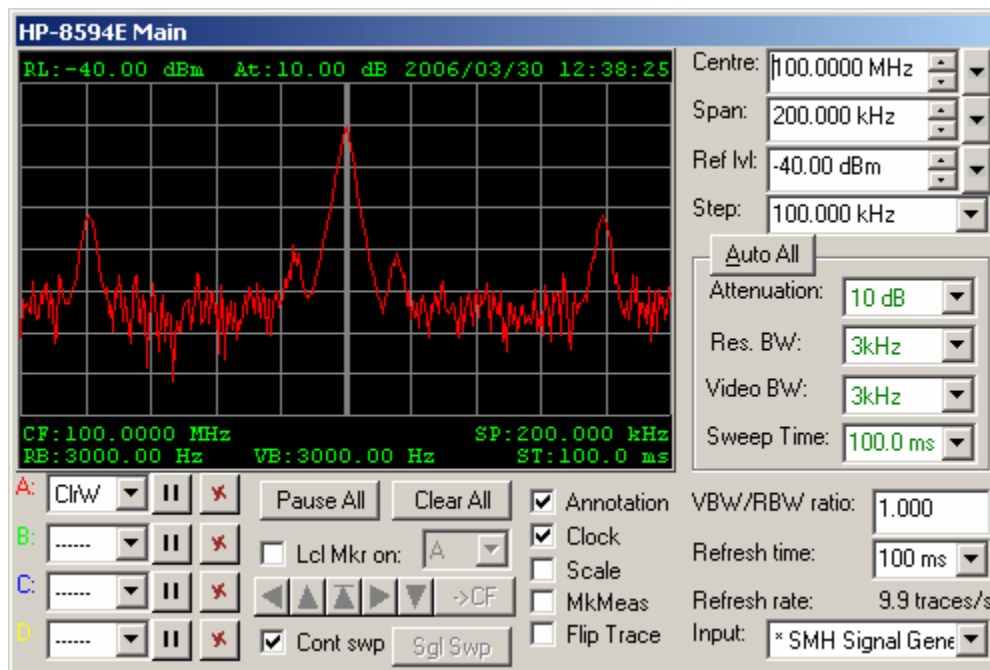 HP-8594E Main
RL:-40.00 dBm At:10.00 dB 2006/03/30 12:38:25
CF:100.0000 MHz SP:200.000 kHz
RB:3000.00 Hz VB:3000.00 Hz ST:100.0 ms
Centre: 100.0000 MHz
Span: 200.000 kHz
Ref lvl: -40.00 dBm
Step: 100.000 kHz
Auto All
Attenuation: 10 dB
Res. BW: 3kHz
Video BW: 3kHz
Sweep Time: 100.0 ms
A: Clr/W
B: ------
C: ------
D: ------
Pause All Clear All
Lcl Mkr on: A
->CF
Cont swp Sgl Swp
Annotation
Clock
Scale
MkMeas
Flip Trace
VBW/RBW ratio: 1.000
Refresh time: 100 ms
Refresh rate: 9.9 traces/s
Input: * SMH Signal Gene